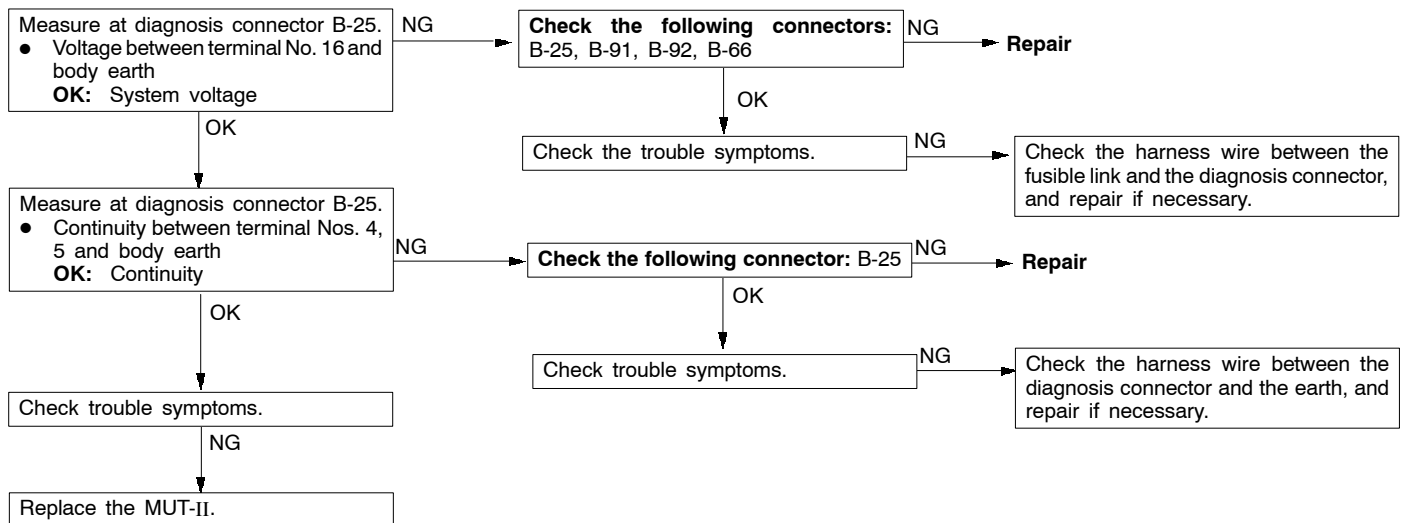 Measure at diagnosis connector B-25.
● Voltage between terminal No. 16 and
body earth
OK: System voltage
NG
Check the following connectors:
B-25, B-91, B-92, B-66
NG
Repair
OK
OK
Check the trouble symptoms.
NG
Check the harness wire between the
fusible link and the diagnosis connector,
and repair if necessary.
Measure at diagnosis connector B-25.
● Continuity between terminal Nos. 4,
5 and body earth
OK: Continuity
NG
Check the following connector: B-25
NG
Repair
OK
OK
Check trouble symptoms.
NG
Check the harness wire between the
diagnosis connector and the earth, and
repair if necessary.
Check trouble symptoms.
NG
Replace the MUT-II.